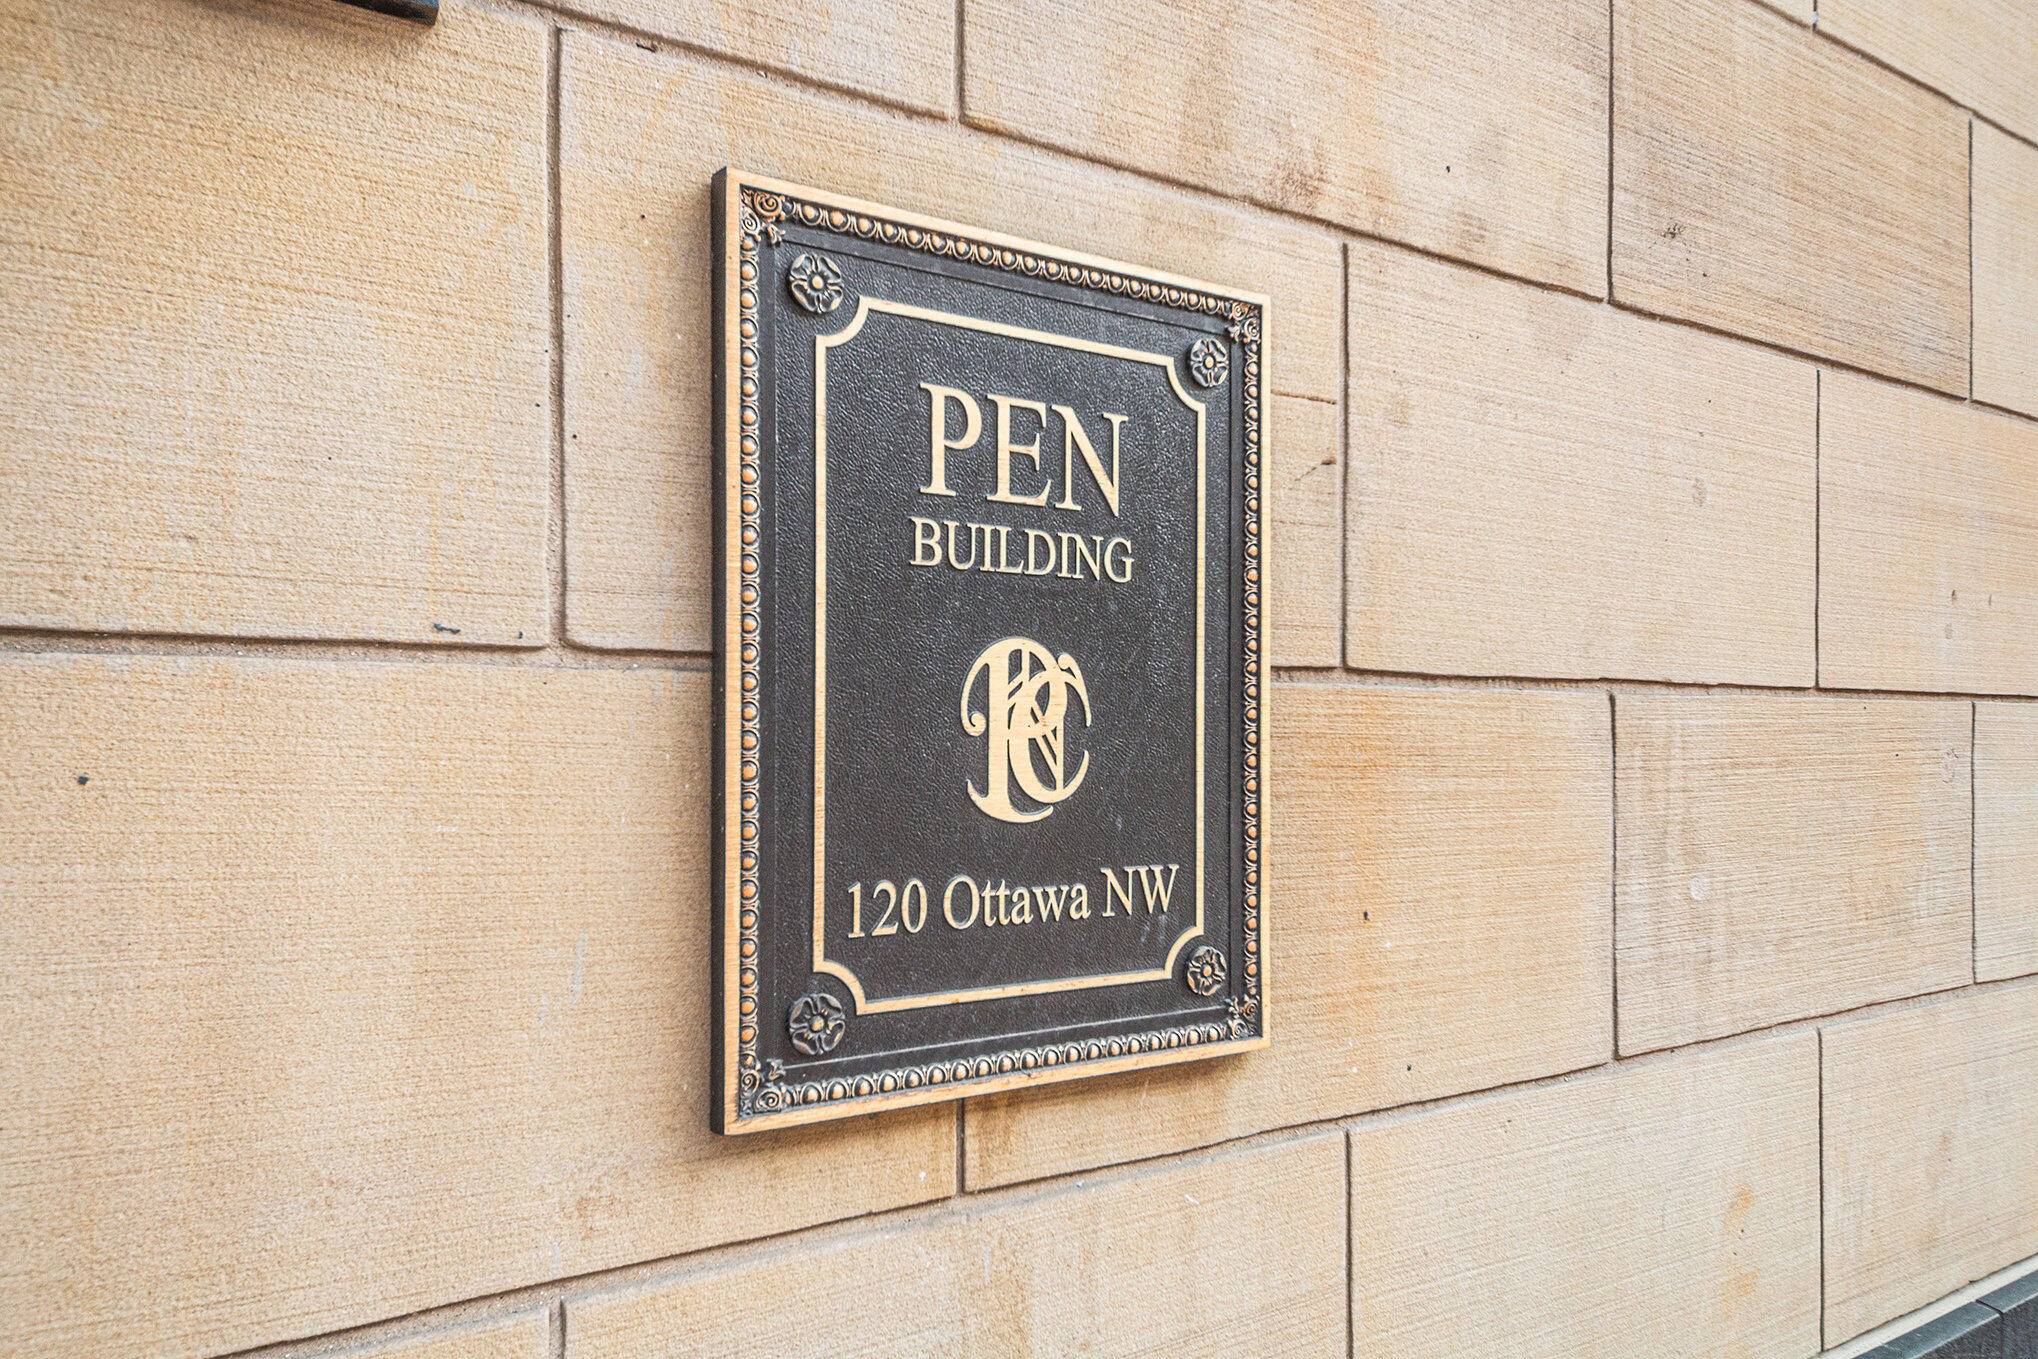 PEN
BUILDING
120 Ottawa NW